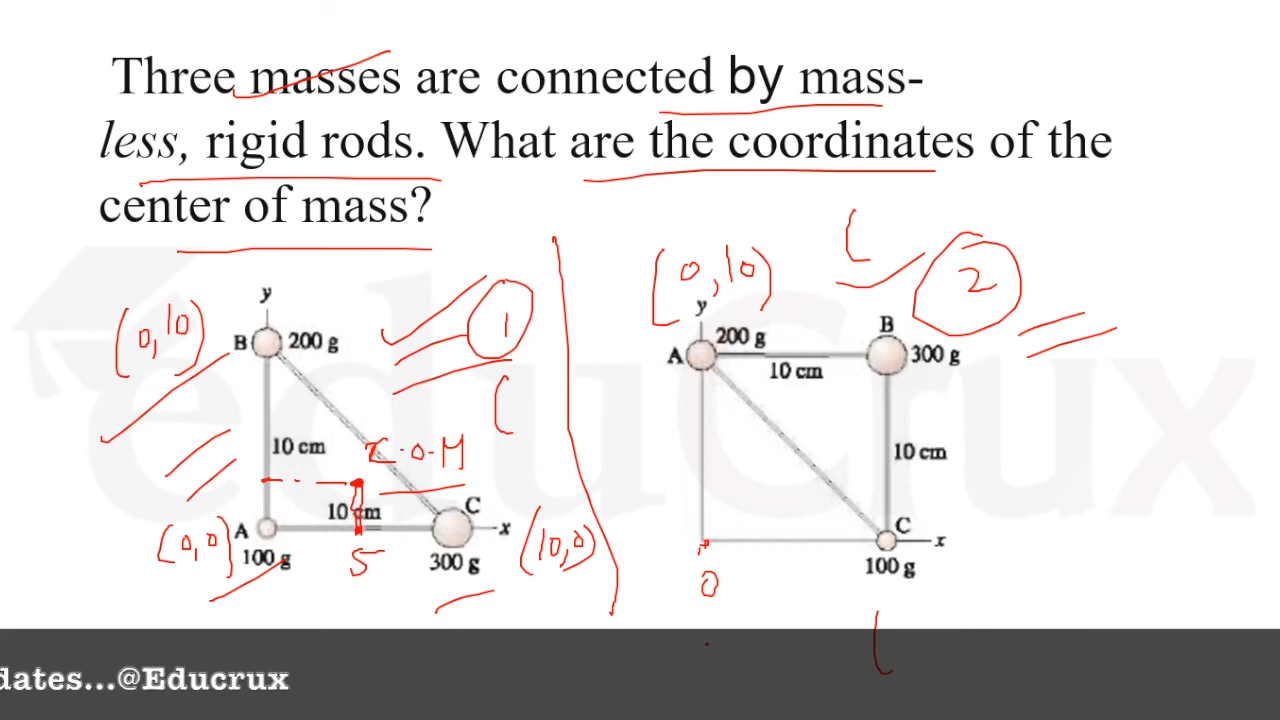 Three masses are connected by mass-
less, rigid rods. What are the coordinates of the
center of mass?
(0,10)
1
(0,10)
2
y
B 200 g
10 cm
C.O.M
10 cm
C
x
(0,0) A
100 g
5
300 g
(10,0)
y
200 g
A
10 cm
B
300 g
10 cm
C
x
100 g
0
eduCrux
dates...@Educrux